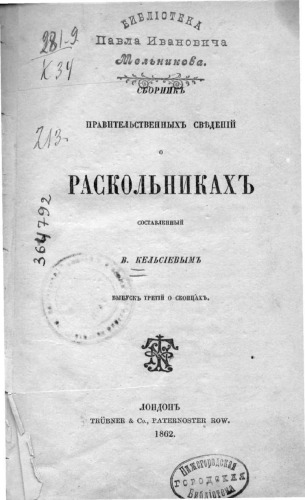 БИБЛІОТЕКА
Павла Ивановича
Мельникова.
281-9
К 34
СБОРНИКЪ
ПРАВИТЕЛЬСТВЕННЫХЪ СВѢДЕНІЙ
213.
О
РАСКОЛЬНИКАХЪ
СОСТАВЛЕННЫЙ
364792
В. КЕЛЬСІЕВЫМЪ
ВЫПУСКЪ ТРЕТІЙ О СКОПЦАХЪ.
ЛОНДОНЪ
TRÜBNER & Co., PATERNOSTER ROW.
1862.
Нижегородская
ГОРОДСКАЯ
Библіотека